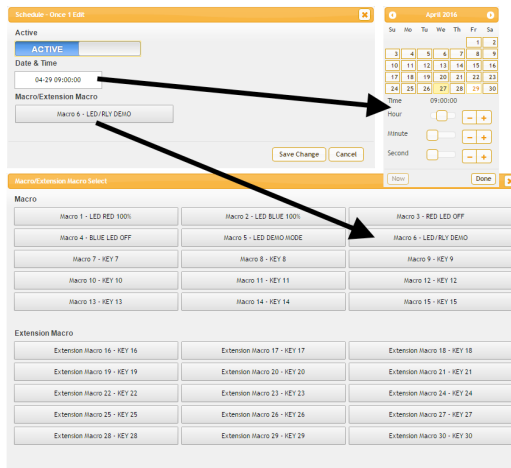 Schedule - Once 1 Edit
Active
ACTIVE
Date & Time
04-29 09:00:00
Macro/Extension Macro
Macro 6 - LED/RLY DEMO
Save Change Cancel
April 2016
Su Mo Tu We Th Fr Sa
1 2
3 4 5 6 7 8 9
10 11 12 13 14 15 16
17 18 19 20 21 22 23
24 25 26 27 28 29 30
Time 09:00:00
Hour - +
Minute - +
Second - +
Now Done
Macro/Extension Macro Select
Macro
Macro 1 - LED RED 100% Macro 2 - LED BLUE 100% Macro 3 - RED LED OFF
Macro 4 - BLUE LED OFF Macro 5 - LED DEMO MODE Macro 6 - LED/RLY DEMO
Macro 7 - KEY 7 Macro 8 - KEY 8 Macro 9 - KEY 9
Macro 10 - KEY 10 Macro 11 - KEY 11 Macro 12 - KEY 12
Macro 13 - KEY 13 Macro 14 - KEY 14 Macro 15 - KEY 15
Extension Macro
Extension Macro 16 - KEY 16 Extension Macro 17 - KEY 17 Extension Macro 18 - KEY 18
Extension Macro 19 - KEY 19 Extension Macro 20 - KEY 20 Extension Macro 21 - KEY 21
Extension Macro 22 - KEY 22 Extension Macro 23 - KEY 23 Extension Macro 24 - KEY 24
Extension Macro 25 - KEY 25 Extension Macro 26 - KEY 26 Extension Macro 27 - KEY 27
Extension Macro 28 - KEY 28 Extension Macro 29 - KEY 29 Extension Macro 30 - KEY 30